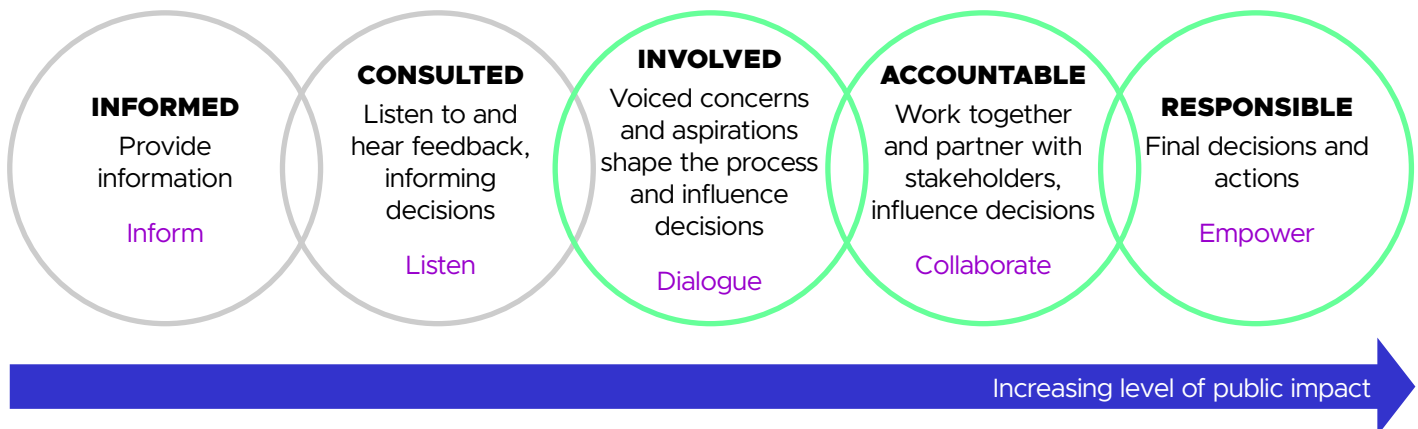 INFORMED
Provide
information
Inform
CONSULTED
Listen to and
hear feedback,
informing
decisions
Listen
INVOLVED
Voiced concerns
and aspirations
shape the process
and influence
decisions
Dialogue
ACCOUNTABLE
Work together
and partner with
stakeholders,
influence decisions
Collaborate
RESPONSIBLE
Final decisions and
actions
Empower
Increasing level of public impact